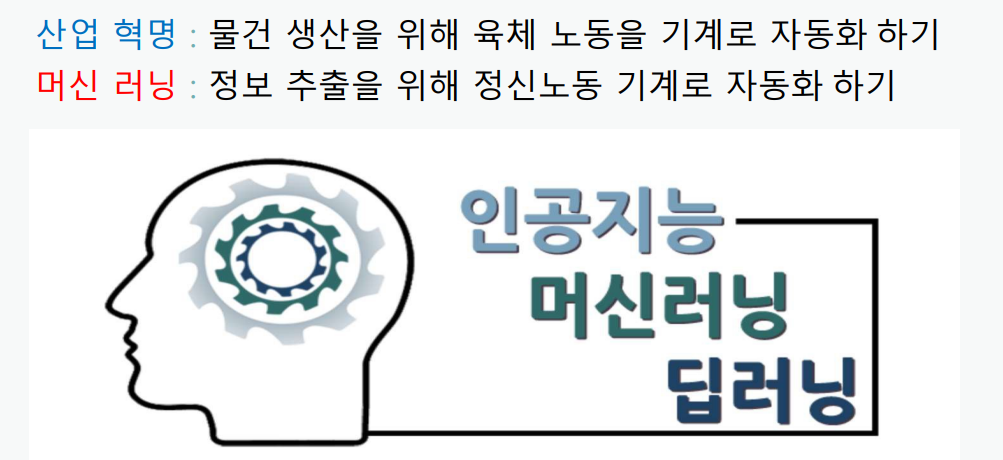 산업 혁명 : 물건 생산을 위해 육체 노동을 기계로 자동화 하기
머신 러닝 : 정보 추출을 위해 정신노동 기계로 자동화 하기
인공지능
머신러닝
딥러닝